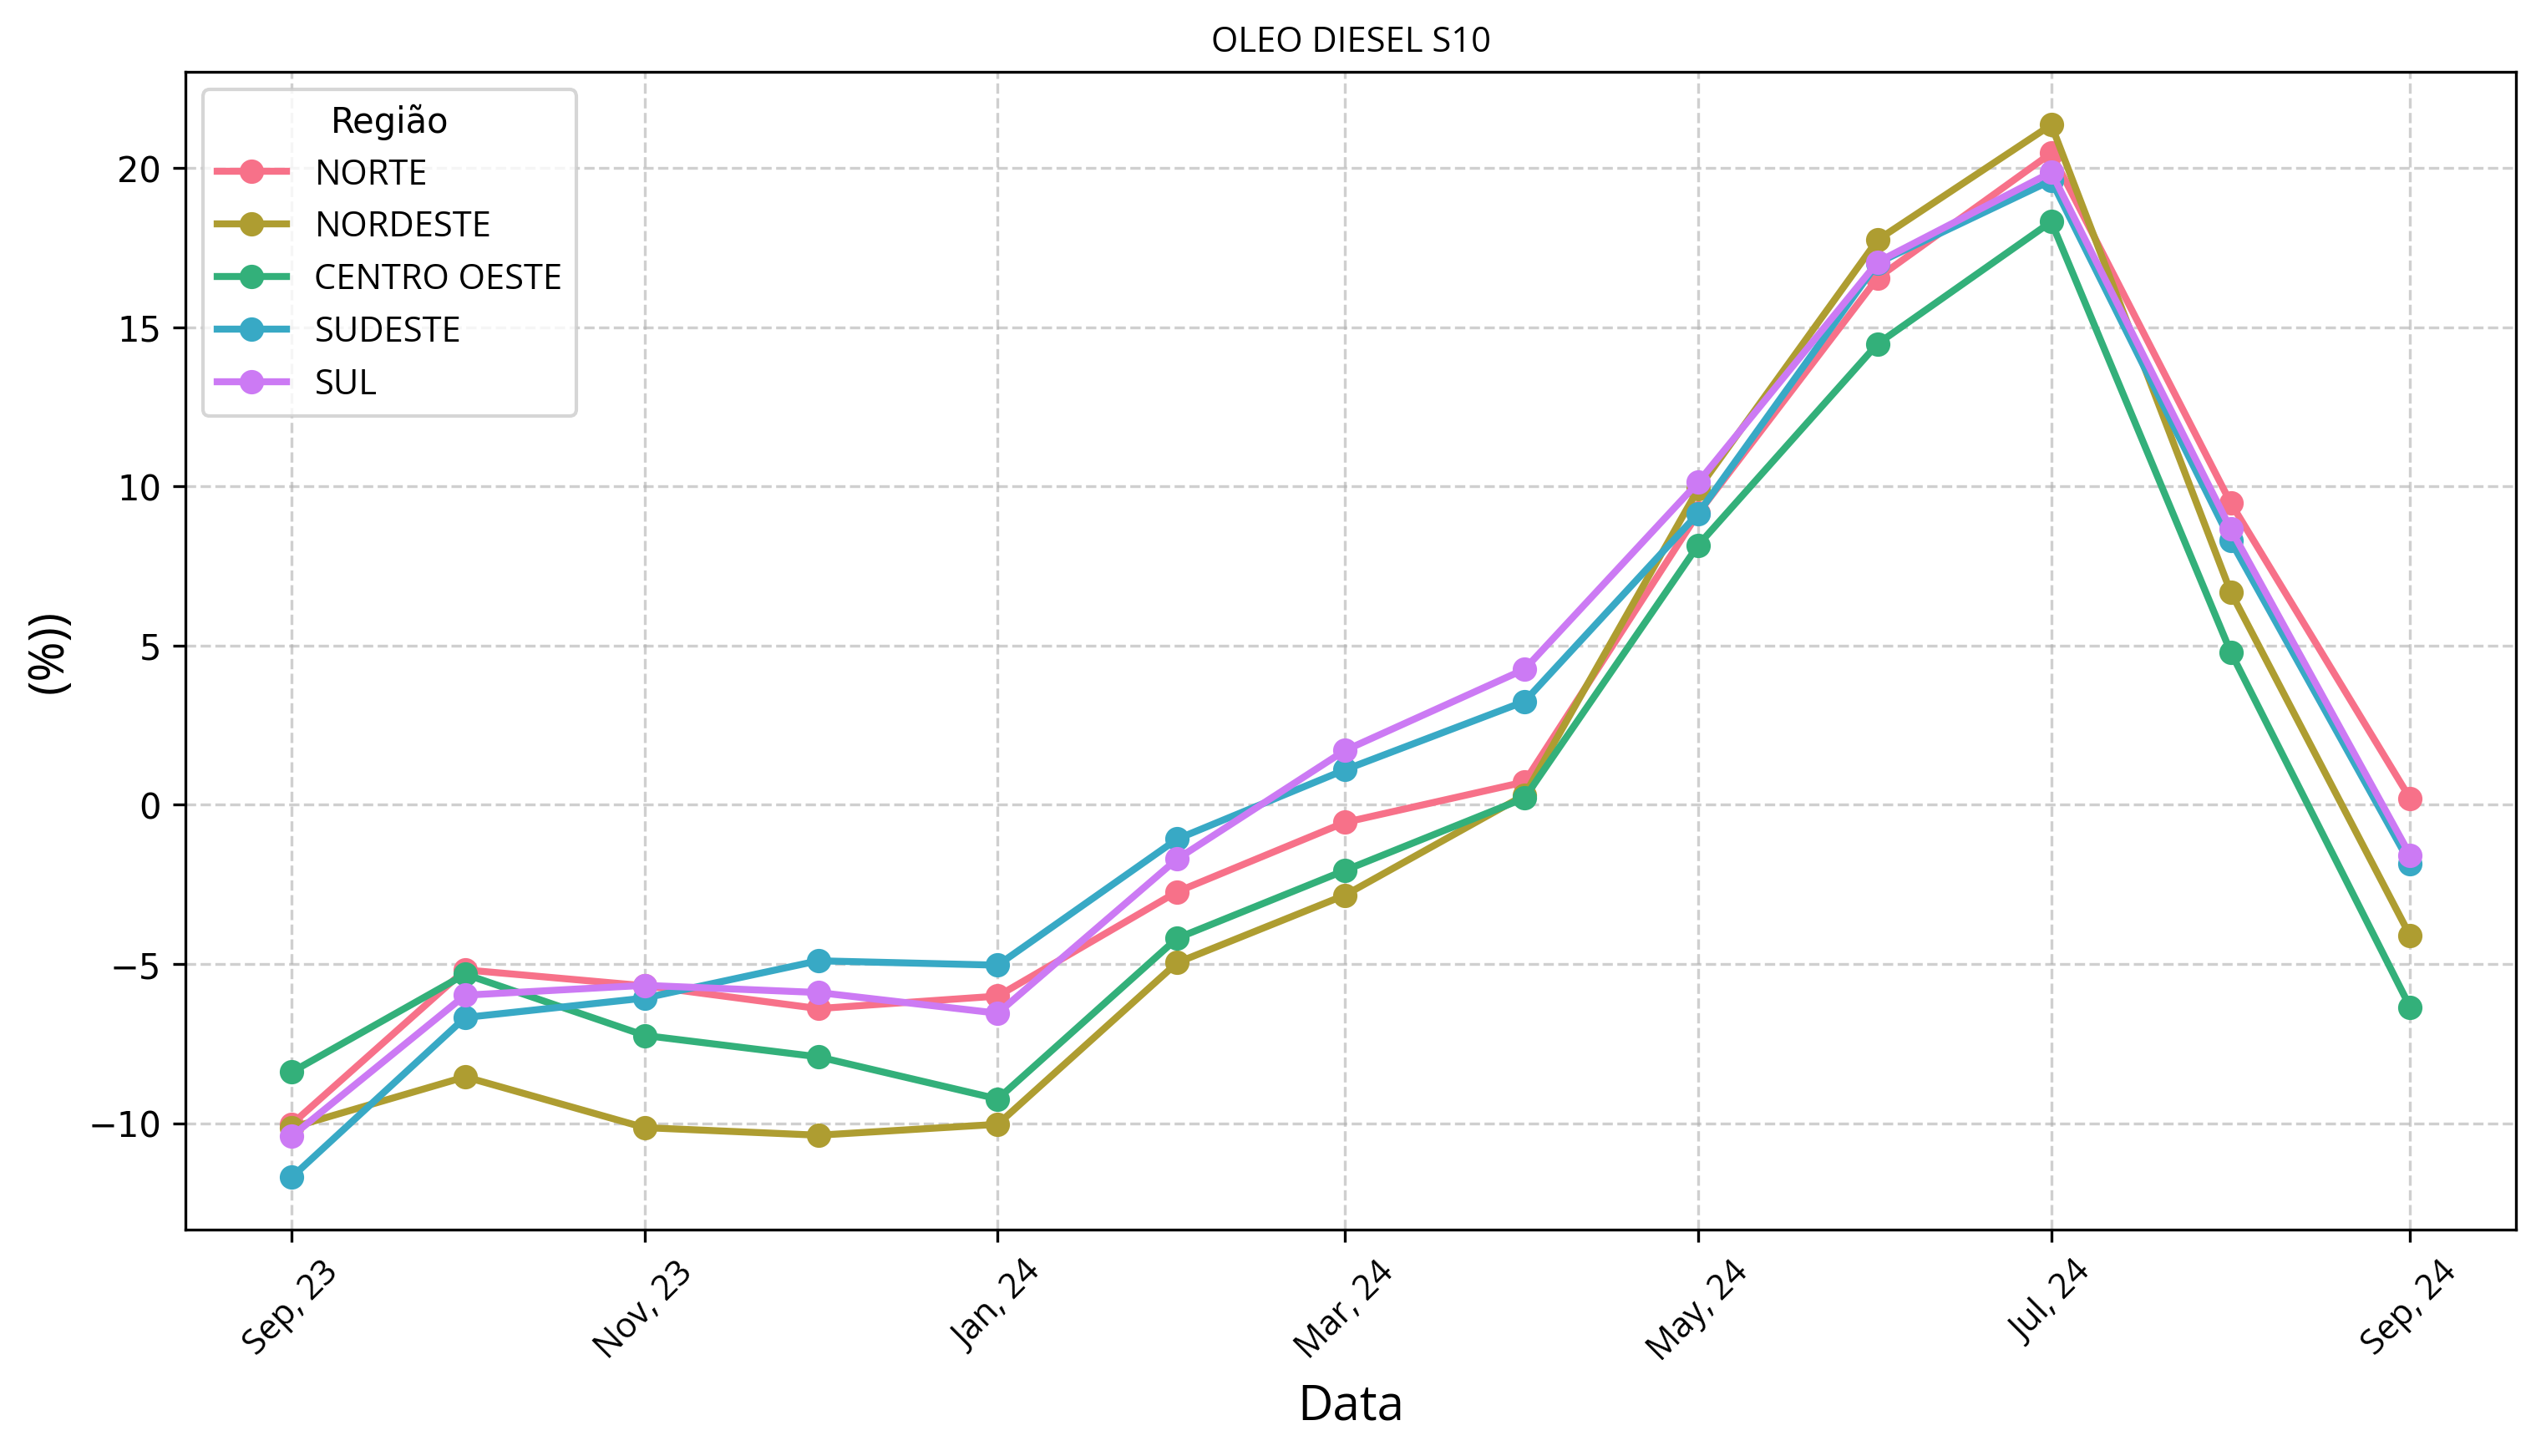 OLEO DIESEL S10
Região
NORTE
NORDESTE
CENTRO OESTE
SUDESTE
SUL
20
15
10
5
0
−5
−10
(%))
Sep, 23
Nov, 23
Jan, 24
Mar, 24
May, 24
Jul, 24
Sep, 24
Data